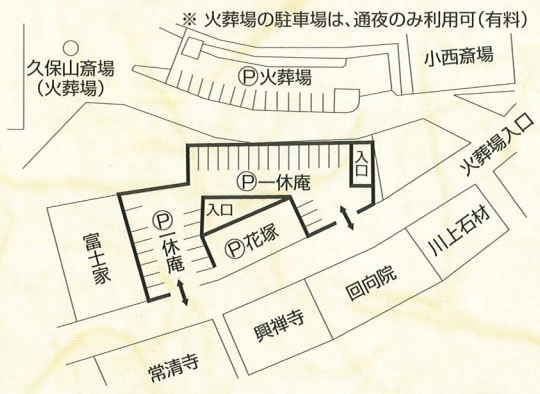 ※ 火葬場の駐車場は、通夜のみ利用可(有料)
久保山斎場
(火葬場)
Ⓟ火葬場
小西斎場
火葬場入口
入口
Ⓟ一休庵
入口
Ⓟ一休庵
Ⓟ花塚
富士家
川上石材
回向院
興禅寺
常清寺